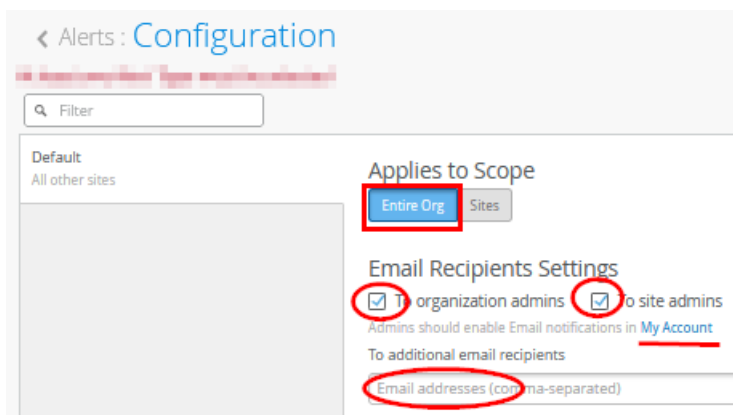 Alerts : Configuration
Filter
Default
All other sites
Applies to Scope
Entire Org Sites
Email Recipients Settings
To organization admins To site admins
Admins should enable Email notifications in My Account
To additional email recipients
Email addresses (comma-separated)